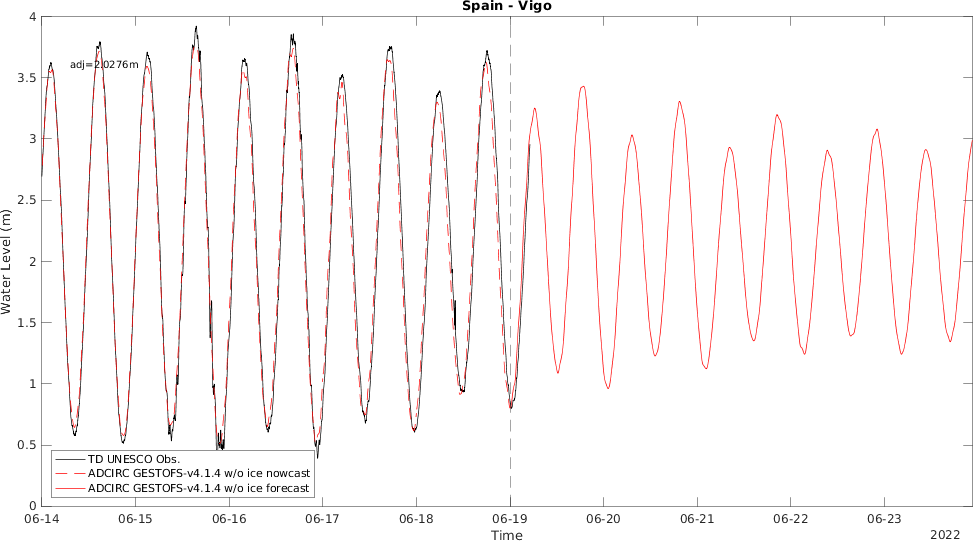 Spain - Vigo
adj=2.0276m
4
3.5
3
2.5
2
1.5
1
0.5
0
Water Level (m)
TD UNESCO Obs.
ADCIRC GESTOFS-v4.1.4 w/o ice nowcast
ADCIRC GESTOFS-v4.1.4 w/o ice forecast
06-14 06-15 06-16 06-17 06-18 06-19 06-20 06-21 06-22 06-23
Time
2022